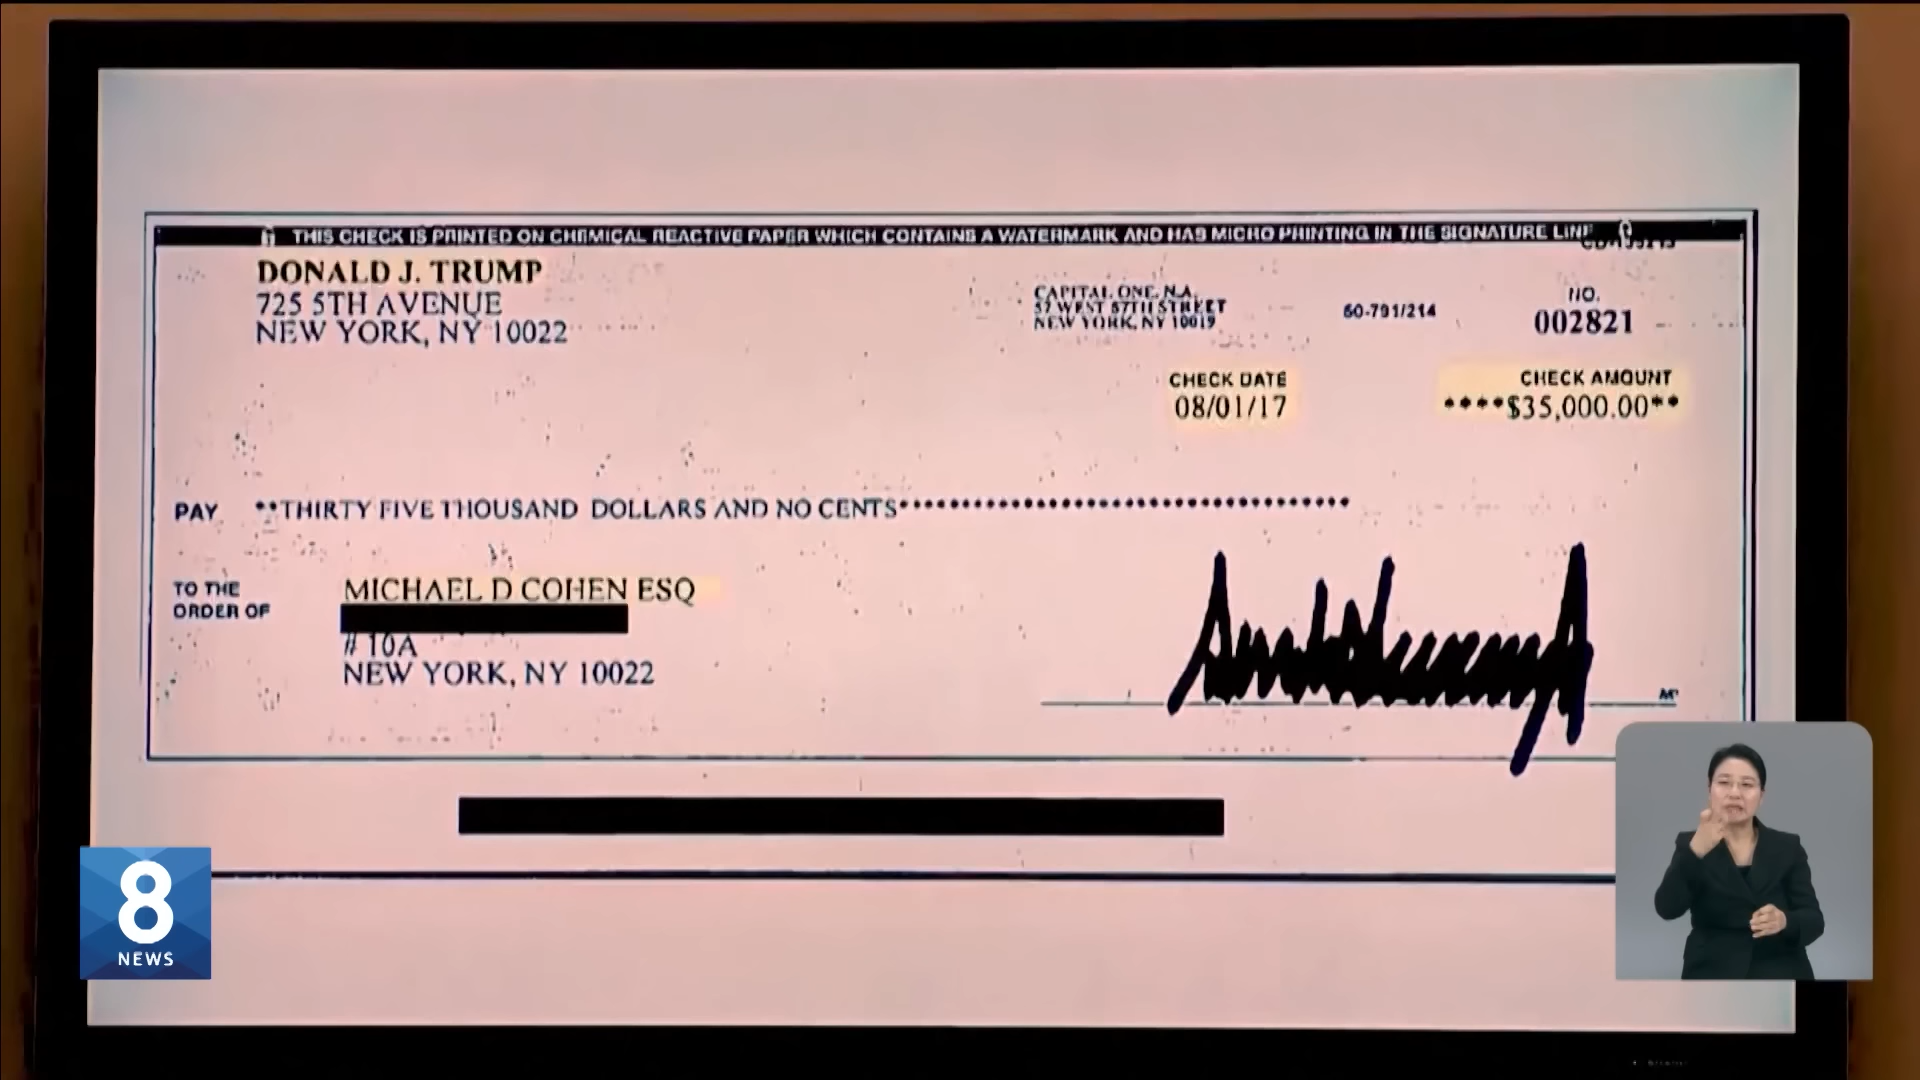 THIS CHECK IS PRINTED ON CHEMICAL REACTIVE PAPER WHICH CONTAINS A WATERMARK AND HAS MICRO PRINTING IN THE SIGNATURE LINE
DONALD J. TRUMP
725 5TH AVENUE
NEW YORK, NY 10022
CAPITAL ONE, N.A.
57 WEST 57TH STREET
NEW YORK, NY 10019
60-791/214
NO.
002821
CHECK DATE
08/01/17
CHECK AMOUNT
****$35,000.00**
PAY **THIRTY FIVE THOUSAND DOLLARS AND NO CENTS************************************
TO THE
ORDER OF
MICHAEL D COHEN ESQ
# 10A
NEW YORK, NY 10022
MP
8
NEWS